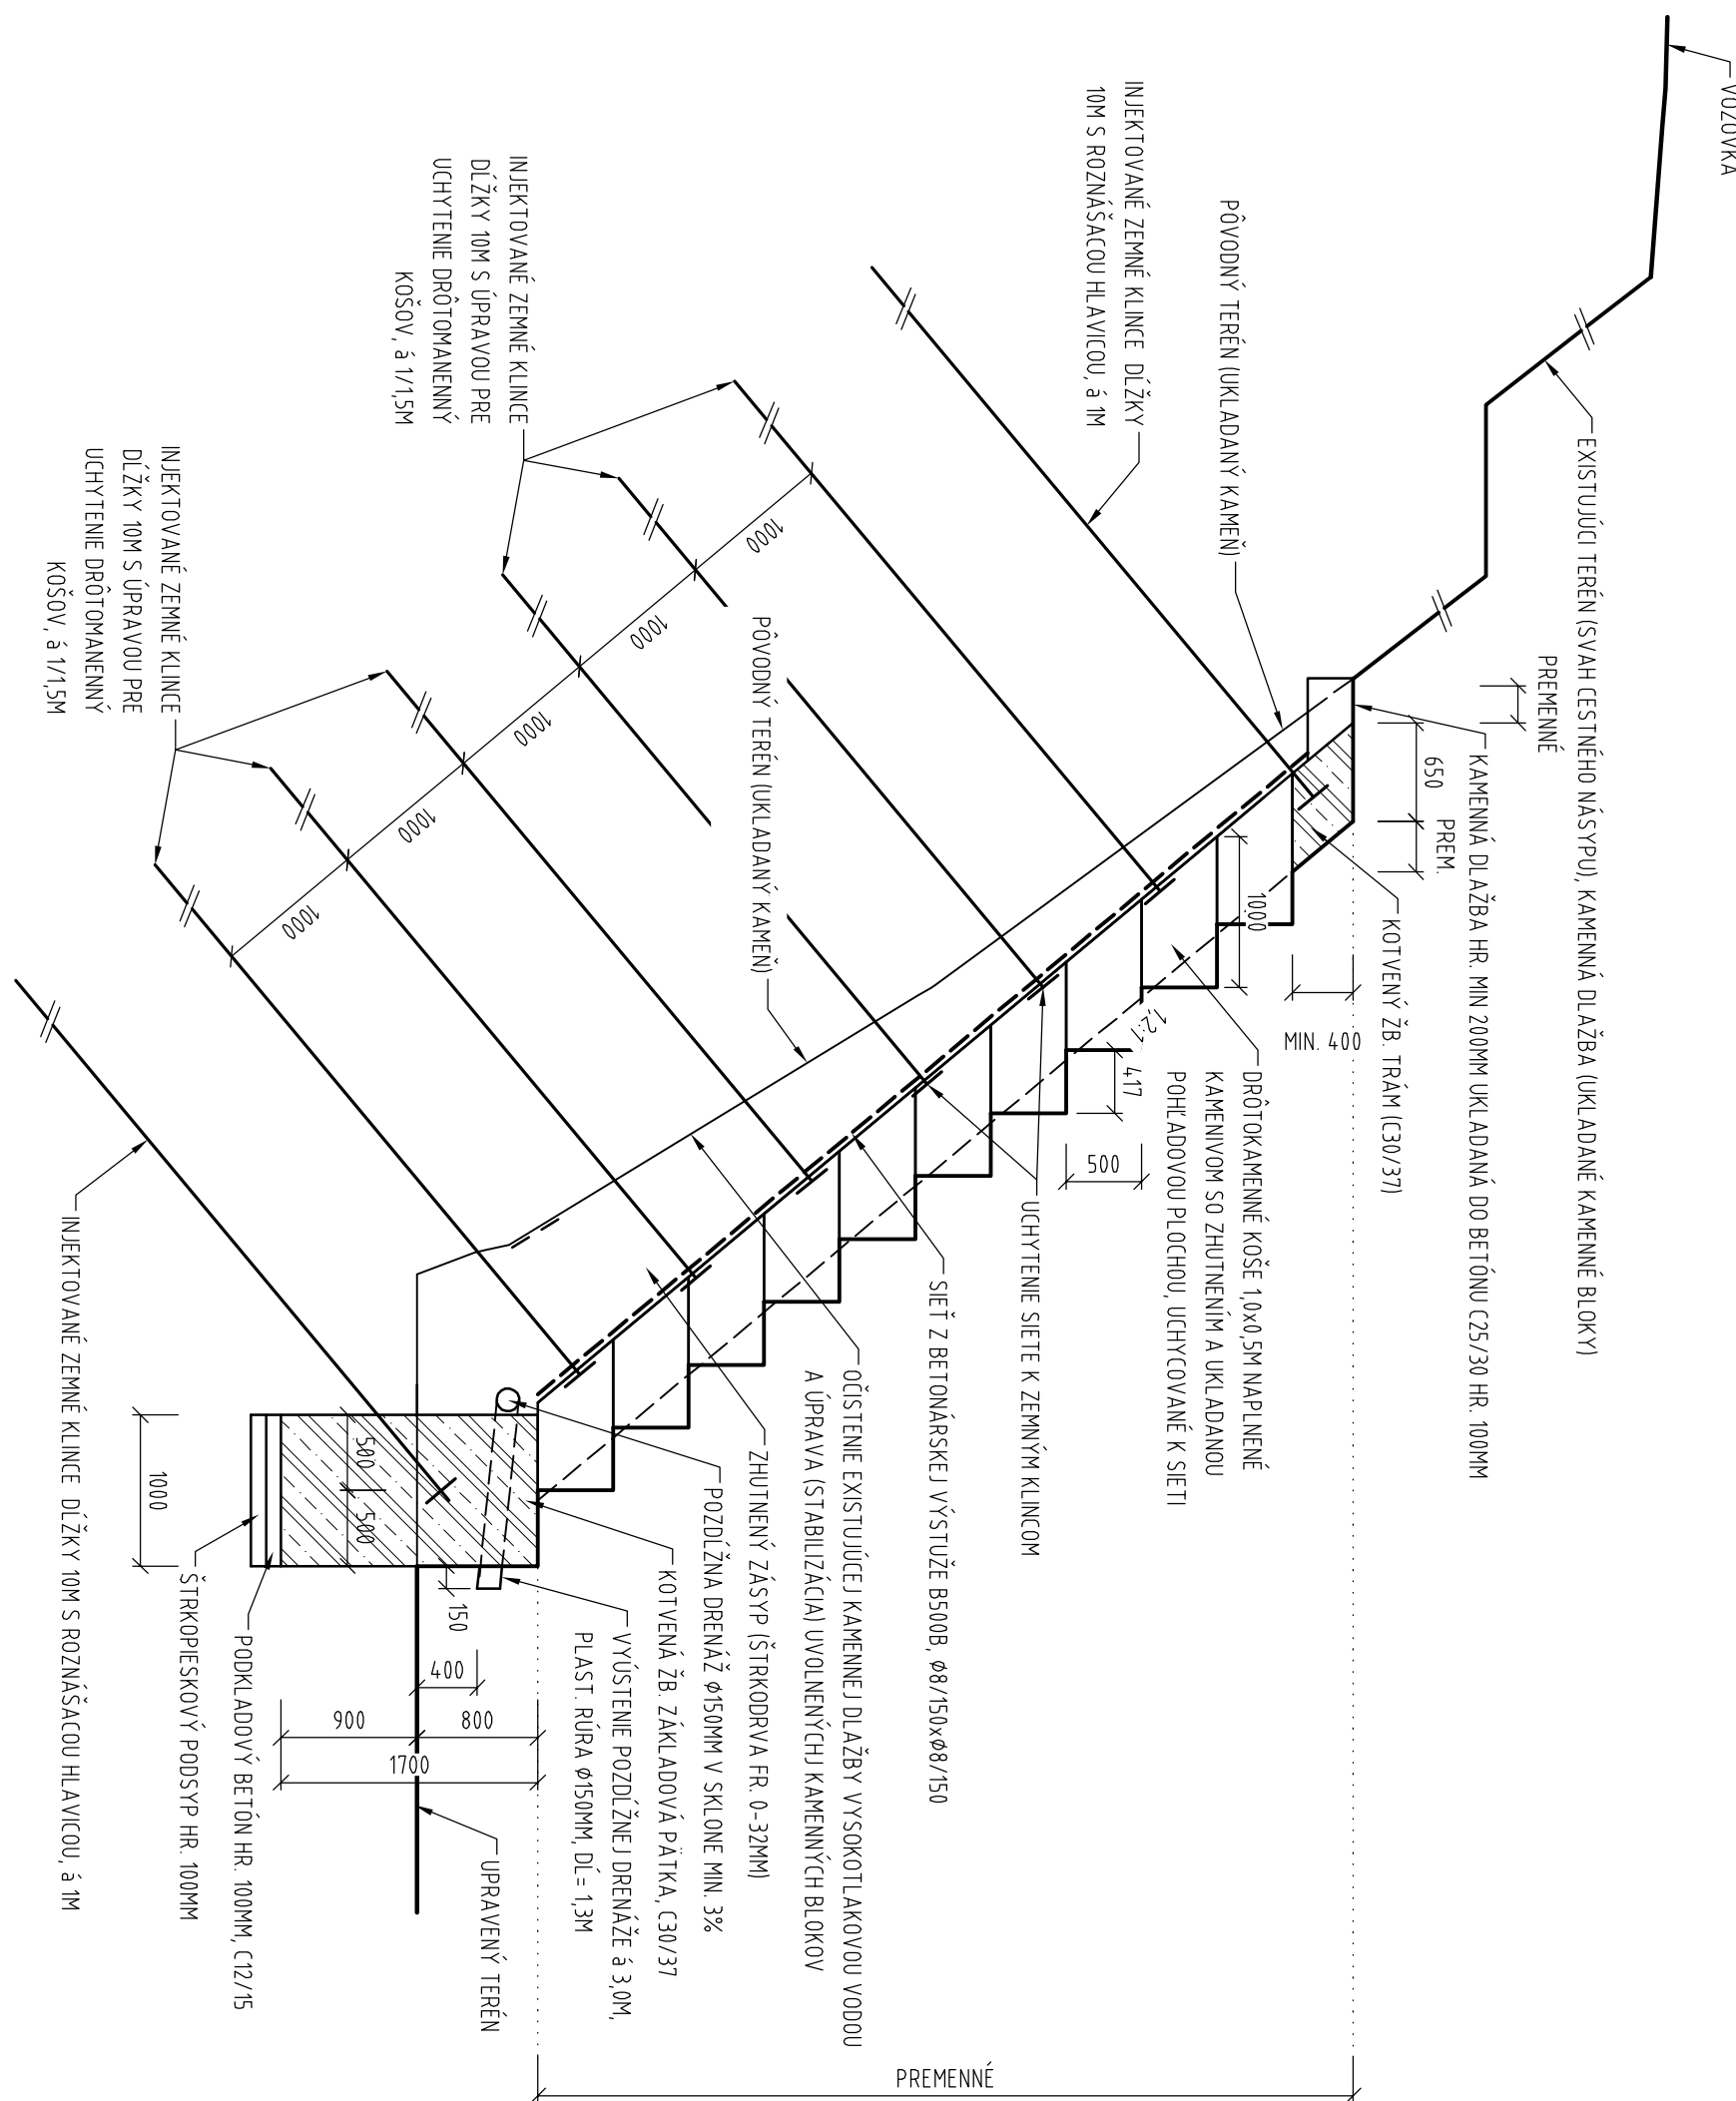 VOZOVKA
EXISTUJÚCI TERÉN (SVAH CESTNÉHO NÁSYPU), KAMENNÁ DLAŽBA (UKLADANÉ KAMENNÉ BLOKY)
PREMENNÉ
KAMENNÁ DLAŽBA HR. MIN 200MM UKLADANÁ DO BETÓNU C25/30 HR. 100MM
650
PREM.
KOTVENÝ ŽB. TRÁM (C30/37)
MIN. 400
PÔVODNÝ TERÉN (UKLADANÝ KAMEŇ)
INJEKTOVANÉ ZEMNÉ KLINCE DĹŽKY
10M S ROZNÁŠACOU HLAVICOU, á 1M
1000
DRÔTOKAMENNÉ KOŠE 1,0x0,5M NAPLNENÉ
KAMENIVOM SO ZHUTNENÍM A UKLADANOU
POHĽADOVOU PLOCHOU, UCHYCOVANÉ K SIETI
1,2:1
417
500
UCHYTENIE SIETE K ZEMNÝM KLINCOM
SIEŤ Z BETONÁRSKEJ VÝSTUŽE B500B, Ø8/150xØ8/150
OČISTENIE EXISTUJÚCEJ KAMENNEJ DLAŽBY VYSOKOTLAKOVOU VODOU
A ÚPRAVA (STABILIZÁCIA) UVOLNENÝCHJ KAMENNÝCH BLOKOV
PÔVODNÝ TERÉN (UKLADANÝ KAMEŇ)
ZHUTNENÝ ZÁSYP (ŠTRKODRVA FR. 0-32MM)
POZDĹŽNA DRENÁŽ Ø150MM V SKLONE MIN. 3%
KOTVENÁ ŽB. ZÁKLADOVÁ PÄTKA, C30/37
VYÚSTENIE POZDĹŽNEJ DRENÁŽE á 3,0M,
PLAST. RÚRA Ø150MM, DĹ= 1,3M
INJEKTOVANÉ ZEMNÉ KLINCE
DĹŽKY 10M S ÚPRAVOU PRE
UCHYTENIE DRÔTOMANENNÝ
KOŠOV, á 1/1,5M
1000
1000
1000
1000
1000
INJEKTOVANÉ ZEMNÉ KLINCE
DĹŽKY 10M S ÚPRAVOU PRE
UCHYTENIE DRÔTOMANENNÝ
KOŠOV, á 1/1,5M
UPRAVENÝ TERÉN
150
400
800
900
1700
500
500
1000
PODKLADOVÝ BETÓN HR. 100MM, C12/15
ŠTRKOPIESKOVÝ PODSYP HR. 100MM
INJEKTOVANÉ ZEMNÉ KLINCE DĹŽKY 10M S ROZNÁŠACOU HLAVICOU, á 1M
PREMENNÉ